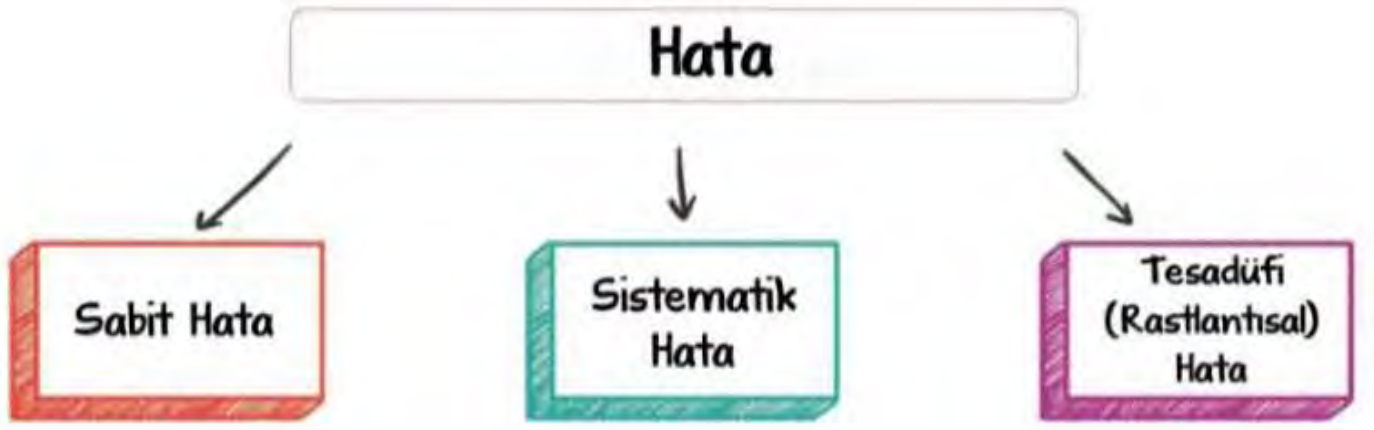 Hata
Sabit Hata
Sistematik
Hata
Tesadüfi
(Rastlantısal)
Hata